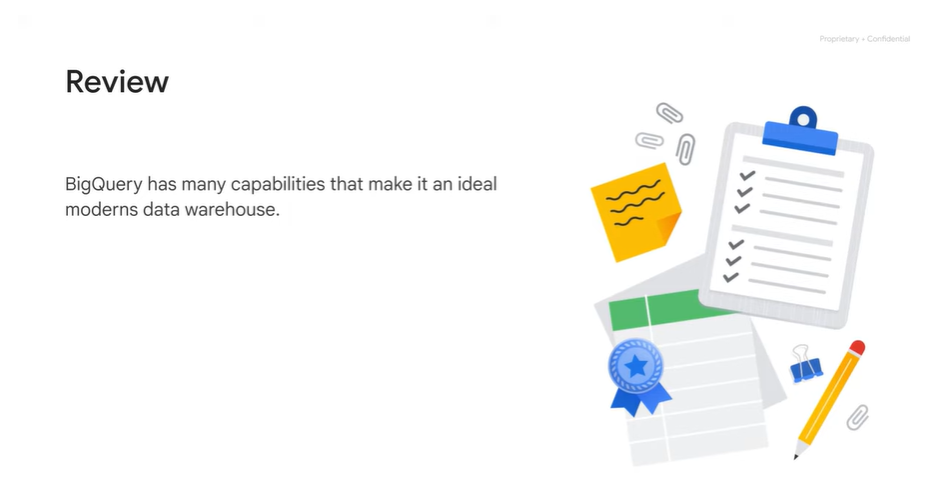 Proprietary + Confidential
Review
BigQuery has many capabilities that make it an ideal
moderns data warehouse.